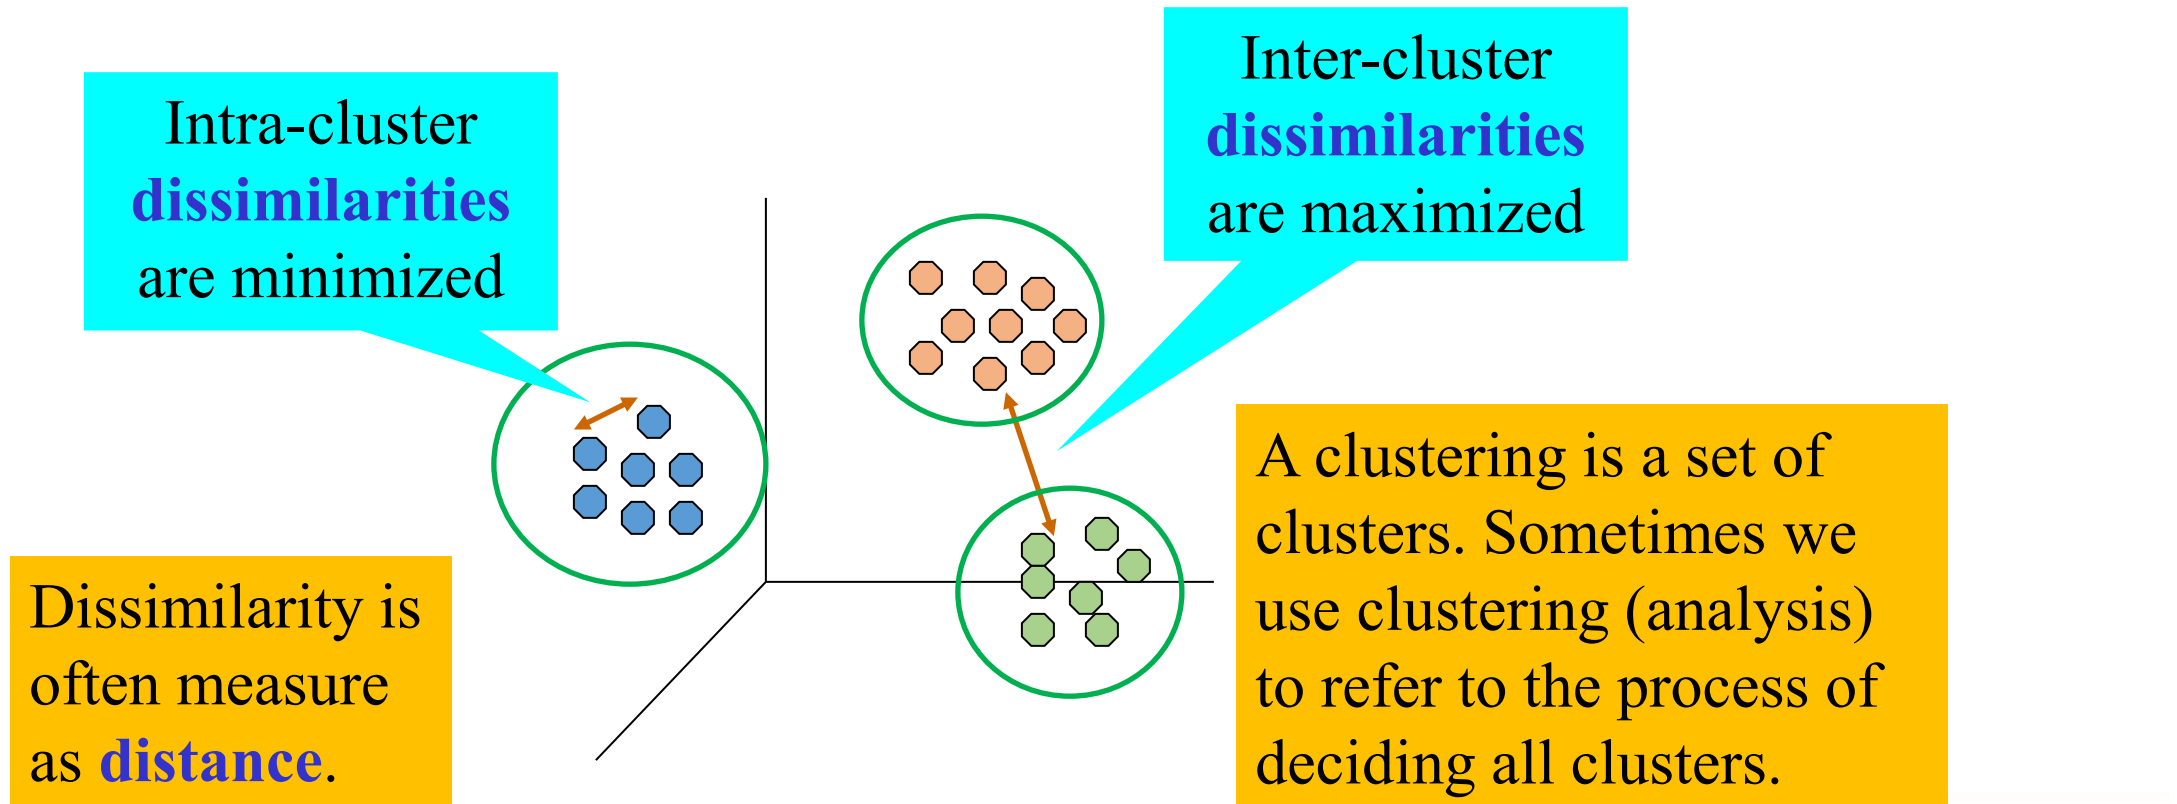 Intra-cluster
dissimilarities
are minimized
Inter-cluster
dissimilarities
are maximized
Dissimilarity is
often measure
as distance.
A clustering is a set of
clusters. Sometimes we
use clustering (analysis)
to refer to the process of
deciding all clusters.